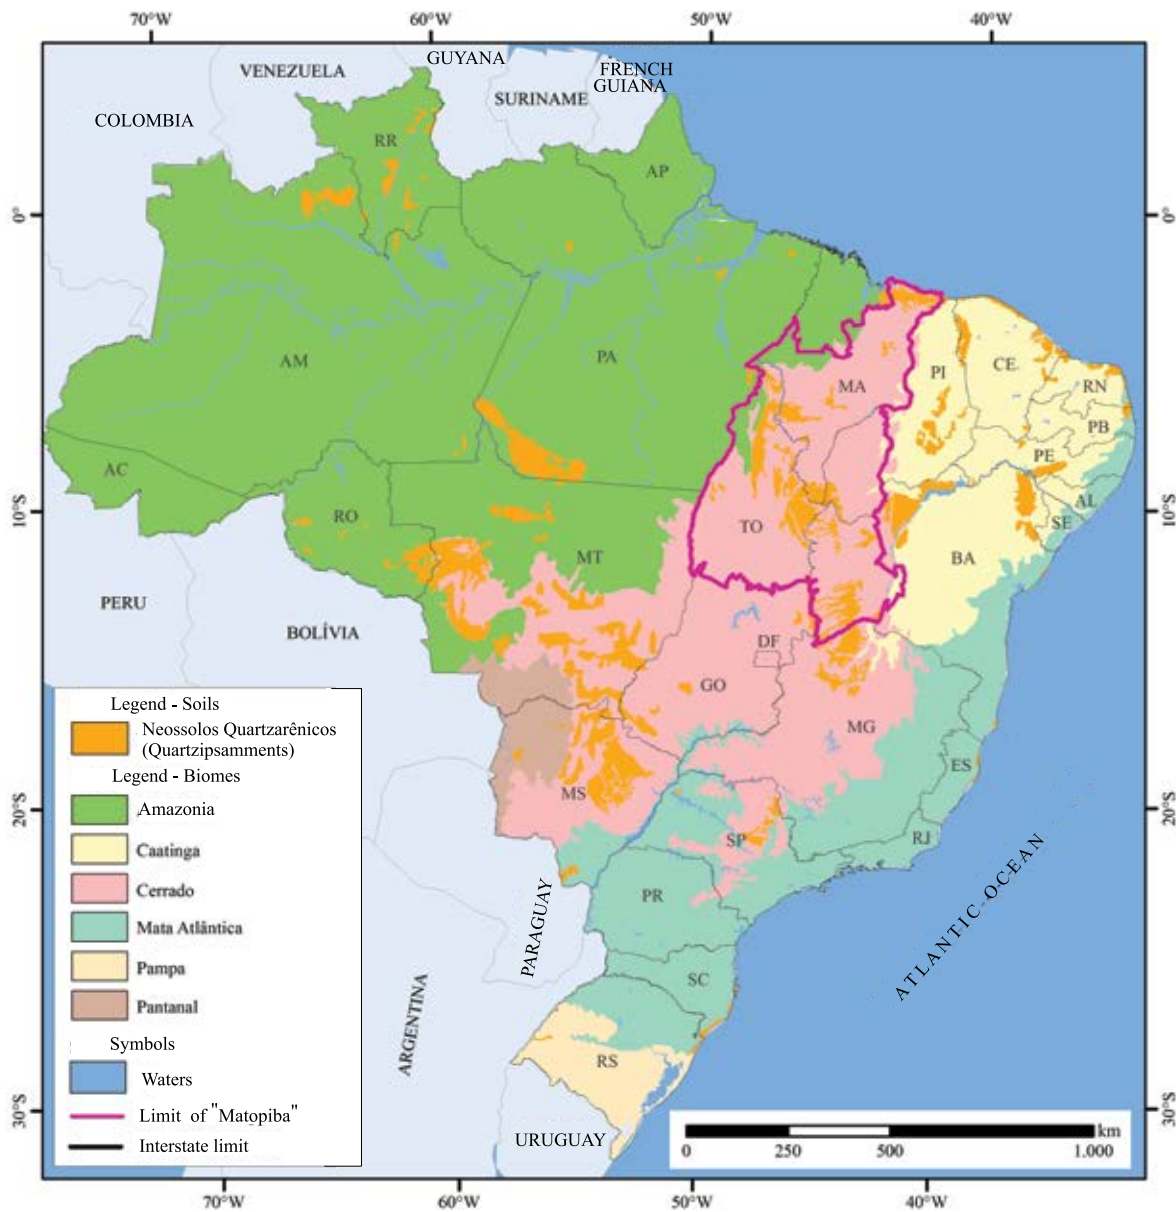 70°W 60°W 50°W 40°W
GUYANA
VENEZUELA
FRENCH
GUIANA
SURINAME
COLOMBIA
RR
AP
0° 0°
AM
PA
MA
PI
CE
RN
PB
PE
AC
AL
10°S 10°S
RO
TO
SE
MT
BA
PERU
BOLÍVIA
DF
GO
MG
ES
MS
20°S 20°S
SP
RJ
PR
PARAGUAY
ATLANTIC OCEAN
SC
ARGENTINA
RS
30°S 30°S
URUGUAY
Legend - Soils
Neossolos Quartzarênicos
(Quartzipsamments)
Legend - Biomes
Amazonia
Caatinga
Cerrado
Mata Atlântica
Pampa
Pantanal
Symbols
Waters
Limit of "Matopiba"
Interstate limit
km
0 250 500 1.000
70°W 60°W 50°W 40°W